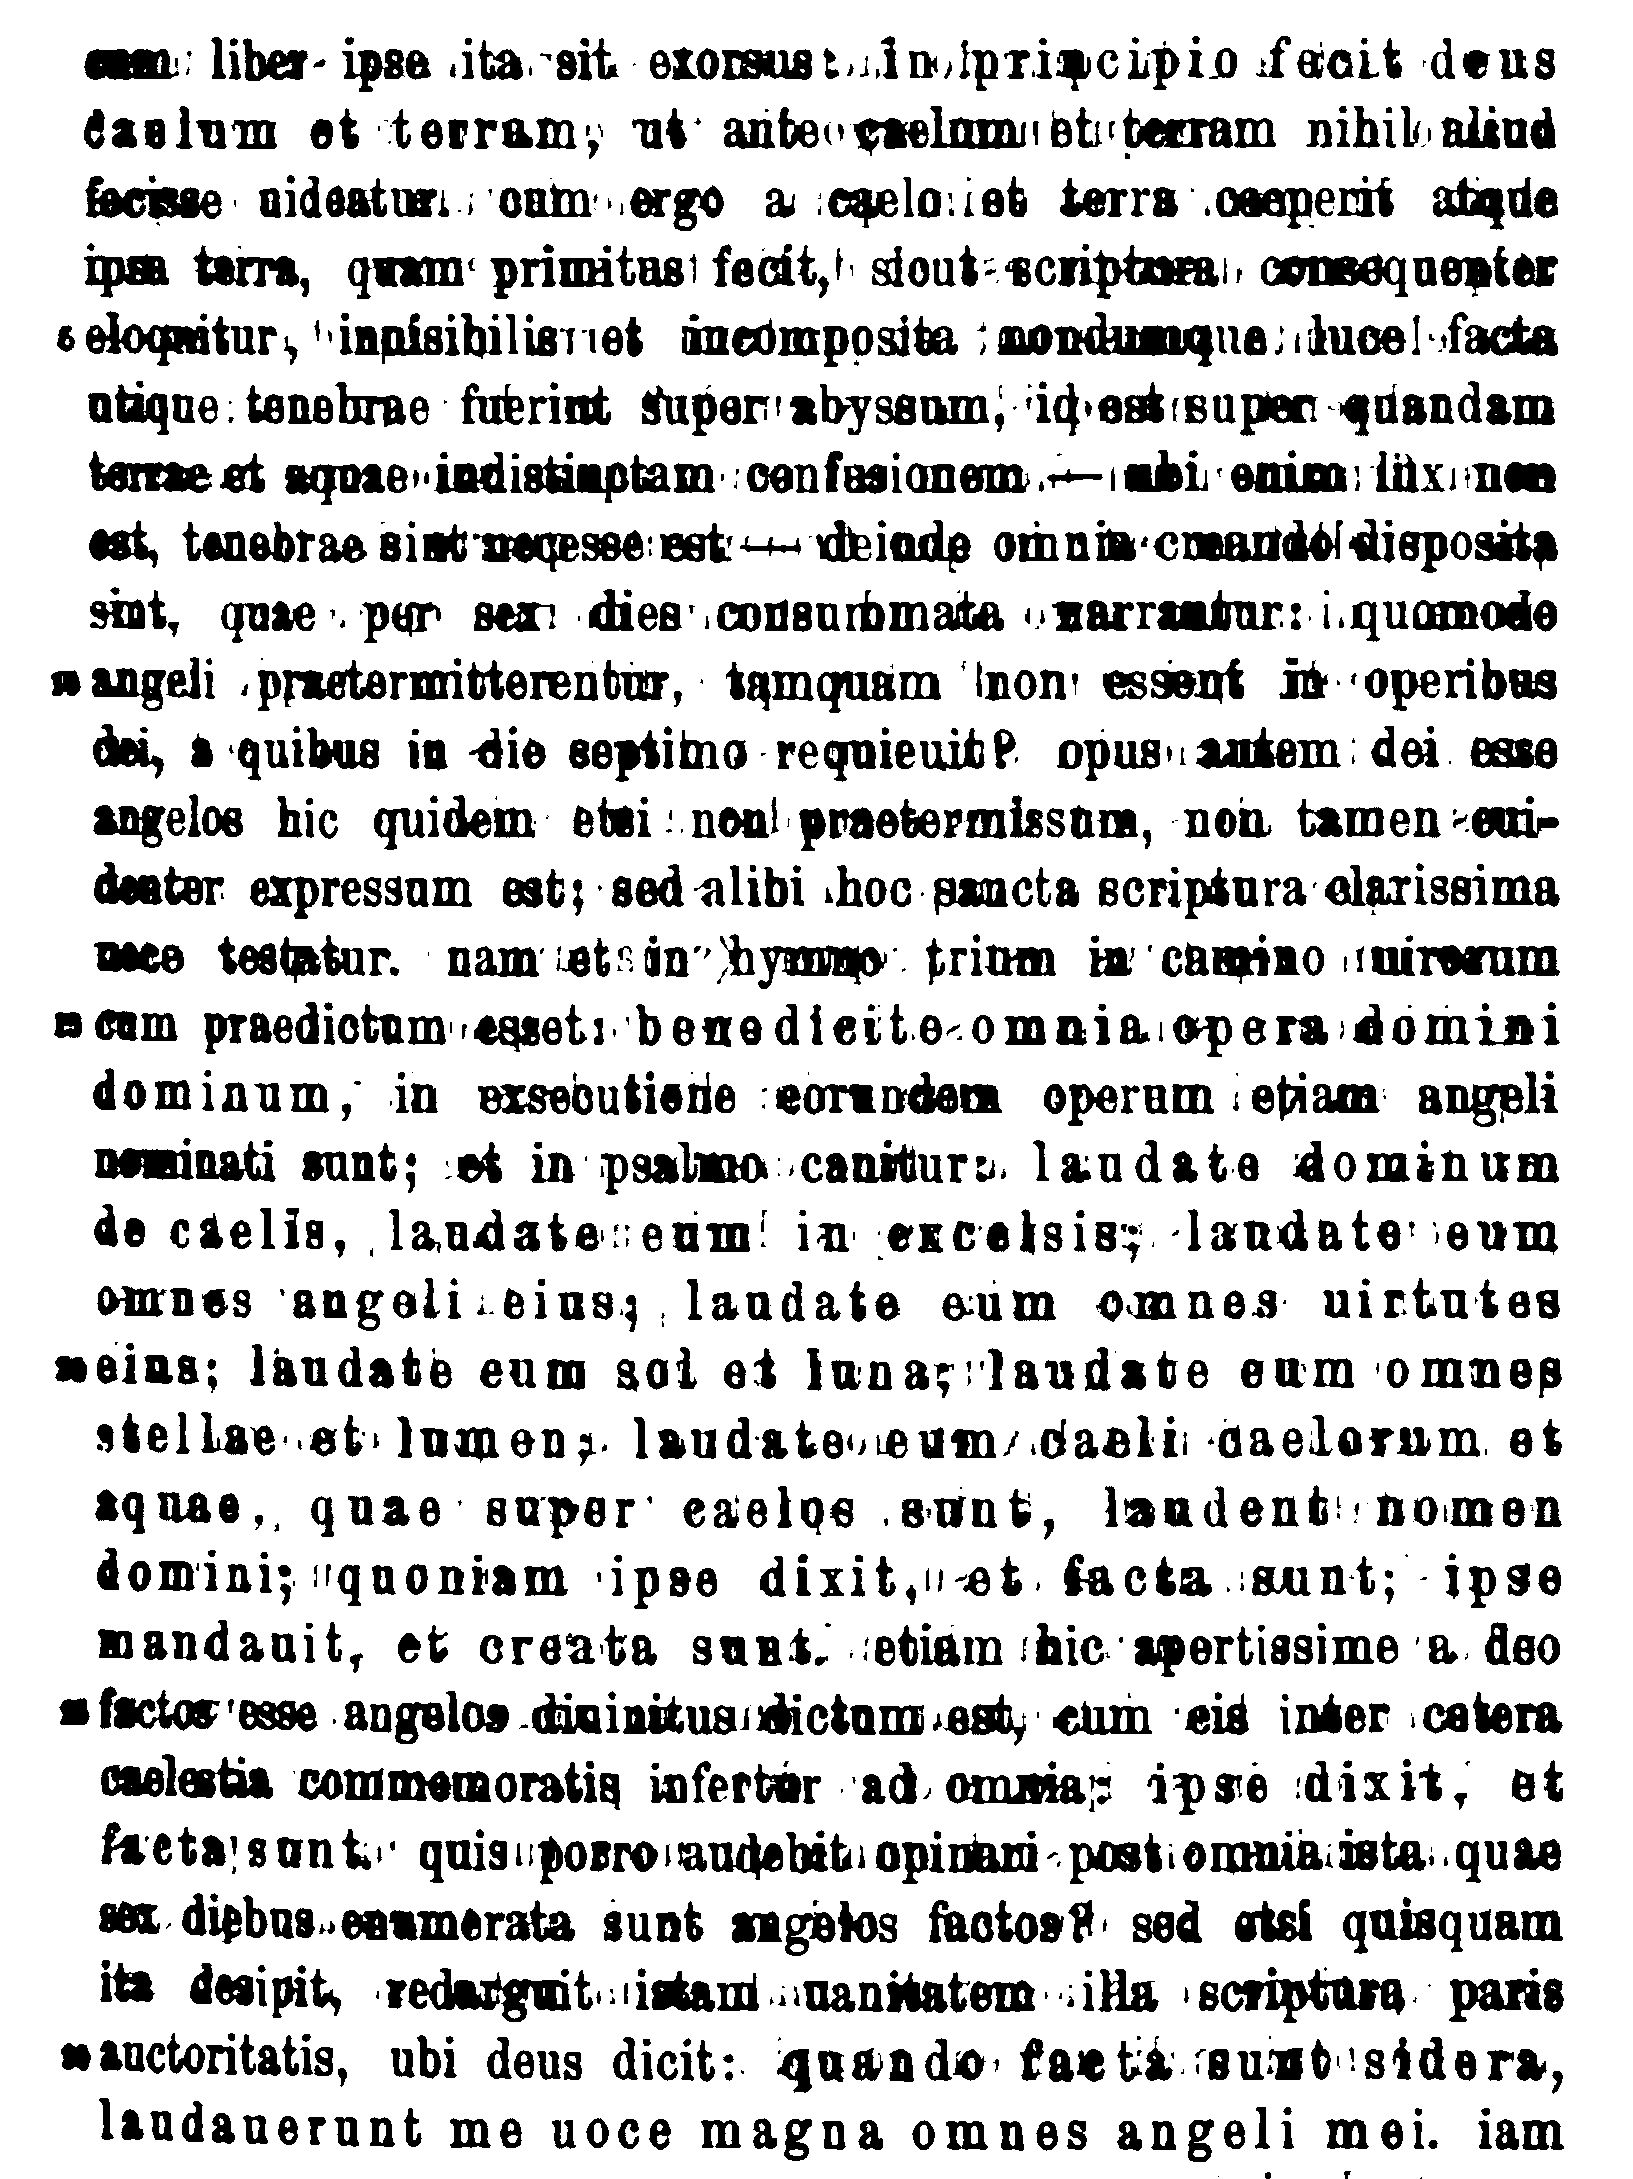 eum liber ipse ita sit exorsus: In principio fecit deus
caelum et terram, ut ante caelum et terram nihil aliud
fecisse uideatur. cum ergo a caelo et terra coeperit atque
ipsa terra, quam primitus fecit, sicut scriptura consequenter
5 eloquitur, inuisibilis et incomposita nondumque luce facta
utique tenebrae fuerint super abyssum, id est super quandam
terrae et aquae indistinctam confusionem — ubi enim lux non
est, tenebrae sint necesse est — deinde omnia creando disposita
sint, quae per sex dies consummata narrantur: quomodo
10 angeli praetermitterentur, tamquam non essent in operibus
dei, a quibus in die septimo requieuit? opus autem dei esse
angelos hic quidem etsi non praetermissum, non tamen eui-
denter expressum est; sed alibi hoc sancta scriptura clarissima
uoce testatur. nam et in hymno trium in camino uirorum
15 cum praedictum esset: benedicite omnia opera domini
dominum, in exsecutione eorundem operum etiam angeli
nominati sunt; et in psalmo canitur: laudate dominum
de caelis, laudate eum in excelsis; laudate eum
omnes angeli eius; laudate eum omnes uirtutes
20 eius; laudate eum sol et luna; laudate eum omnes
stellae et lumen; laudate eum caeli caelorum et
aquae, quae super caelos sunt, laudent nomen
domini; quoniam ipse dixit, et facta sunt; ipse
mandauit, et creata sunt. etiam hic apertissime a deo
25 factos esse angelos diuinitus dictum est, cum eis inter cetera
caelestia commemoratis infertur ad omnia: ipse dixit, et
facta sunt. quis porro audebit opinari post omnia ista quae
sex diebus enumerata sunt angelos factos? sed etsi quisquam
ita desipit, redarguit istam uanitatem illa scriptura paris
30 auctoritatis, ubi deus dicit: quando facta sunt sidera,
laudauerunt me uoce magna omnes angeli mei. iam